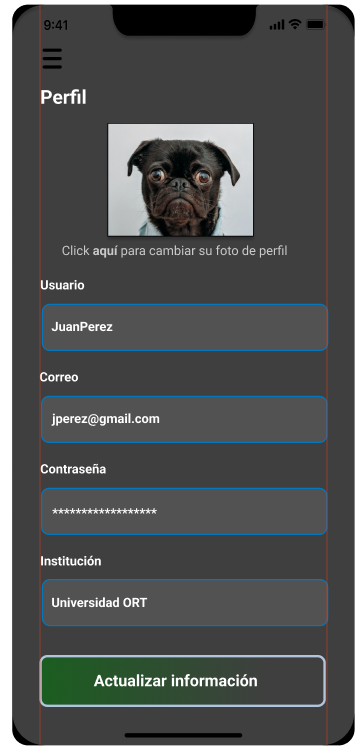 9:41
Perfil
Click aquí para cambiar su foto de perfil
Usuario
JuanPerez
Correo
jperez@gmail.com
Contraseña
******************
Institución
Universidad ORT
Actualizar información